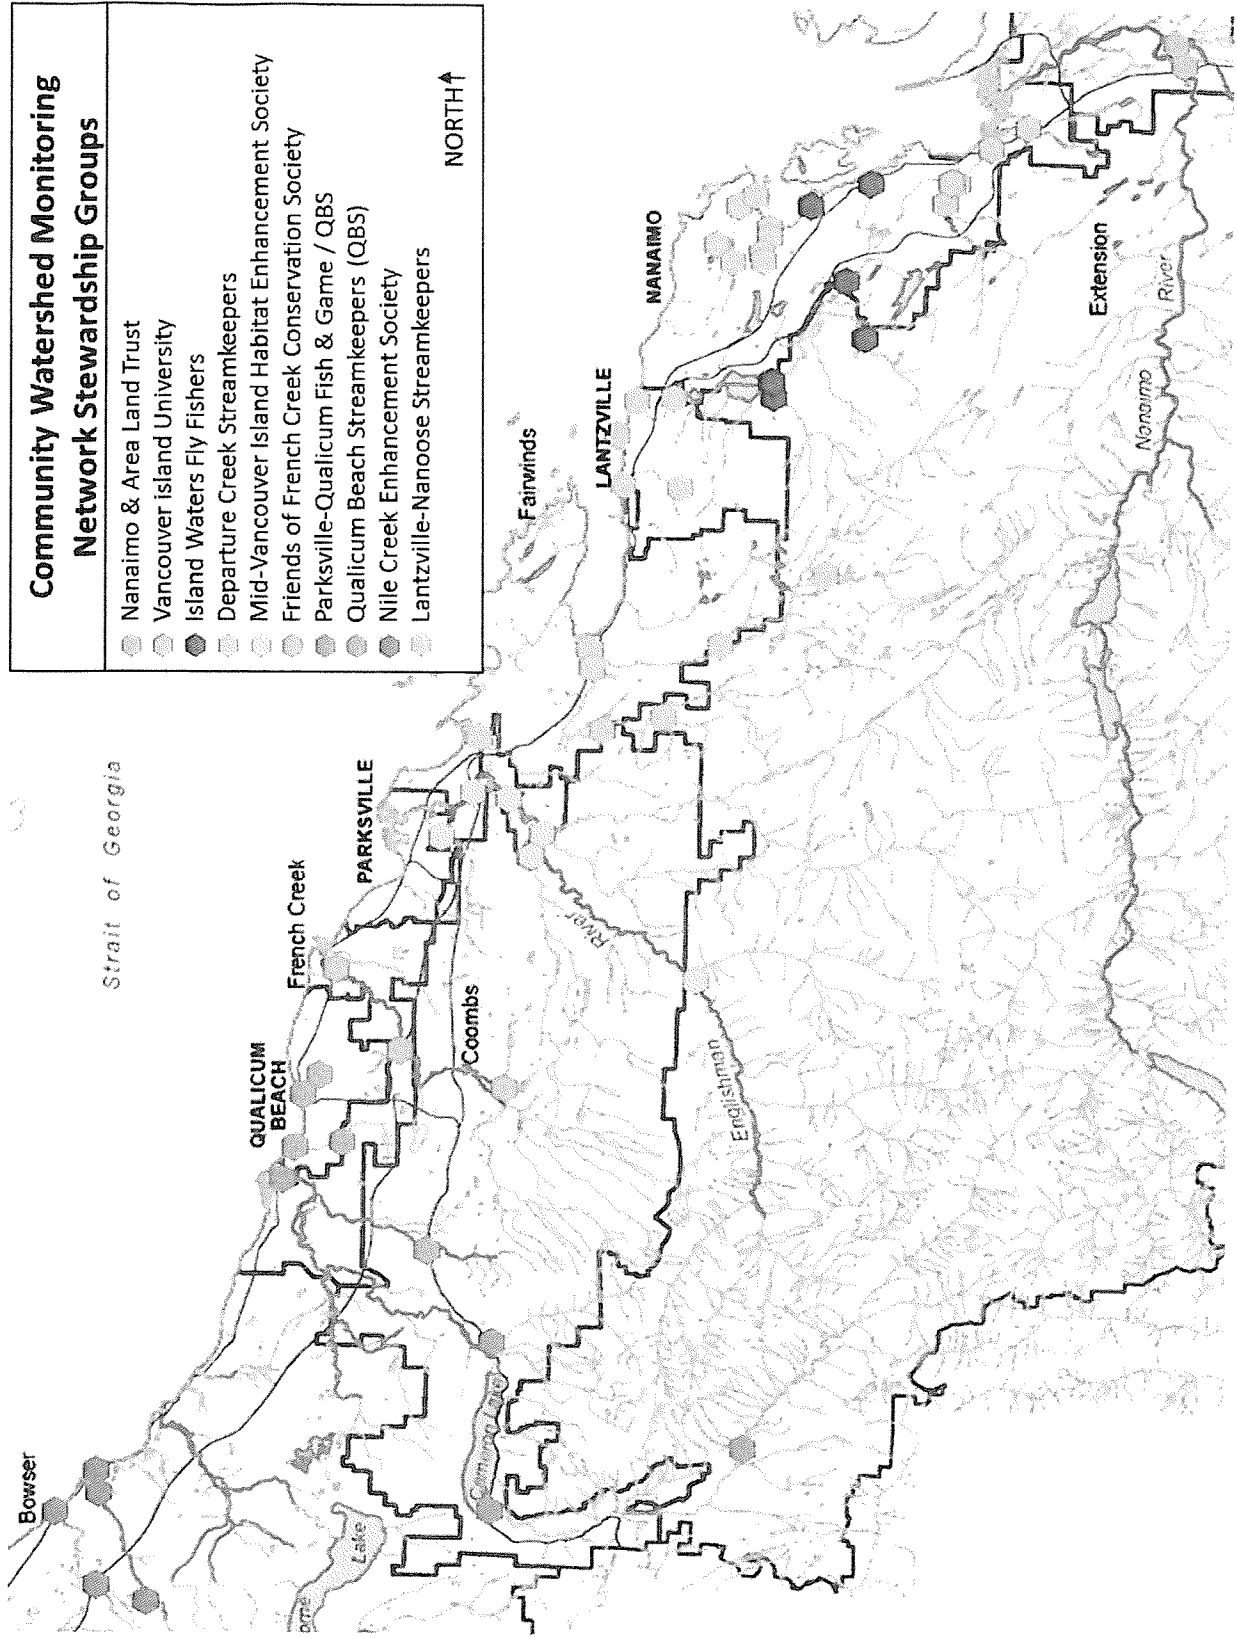 Community Watershed Monitoring
Network Stewardship Groups
Nanaimo & Area Land Trust
Vancouver Island University
Island Waters Fly Fishers
Departure Creek Streamkeepers
Mid-Vancouver Island Habitat Enhancement Society
Friends of French Creek Conservation Society
Parksville-Qualicum Fish & Game / QBS
Qualicum Beach Streamkeepers (QBS)
Nile Creek Enhancement Society
Lantzville-Nanoose Streamkeepers
NORTH
Strait of Georgia
Bowser
QUALICUM
BEACH
French Creek
PARKSVILLE
Coombs
Fairwinds
LANTZVILLE
NANAIMO
Extension
River
Nanaimo
River
Englishman
Cameron Lake
Lake
ome